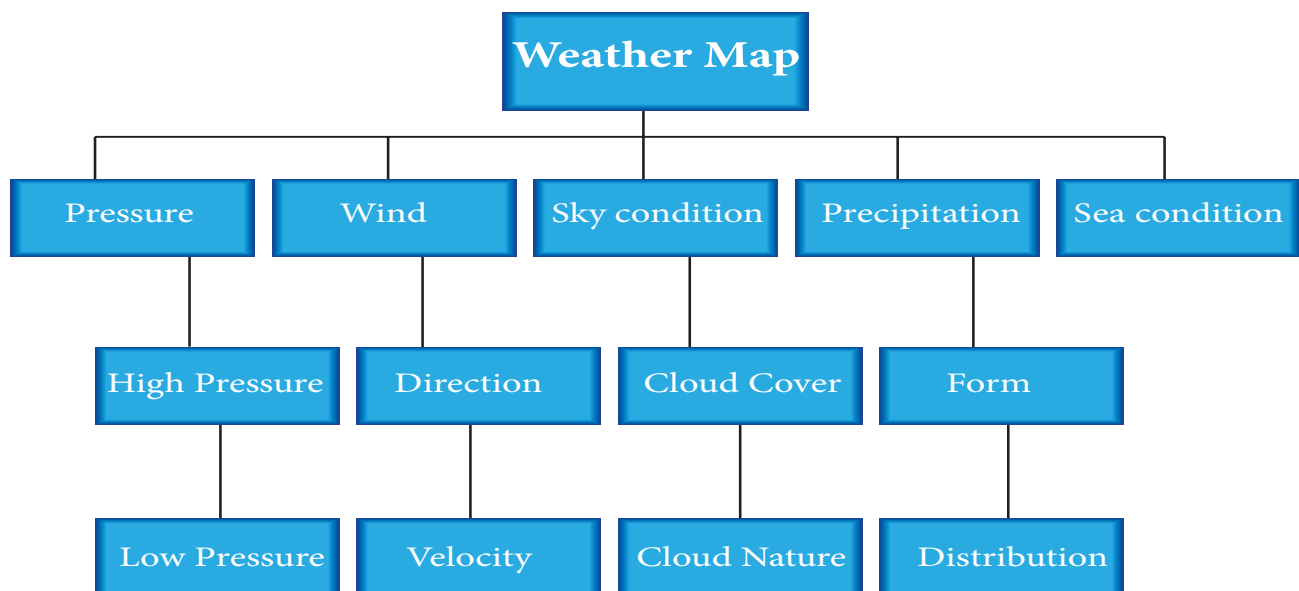 Weather Map
Pressure
Wind
Sky condition
Precipitation
Sea condition
High Pressure
Direction
Cloud Cover
Form
Low Pressure
Velocity
Cloud Nature
Distribution